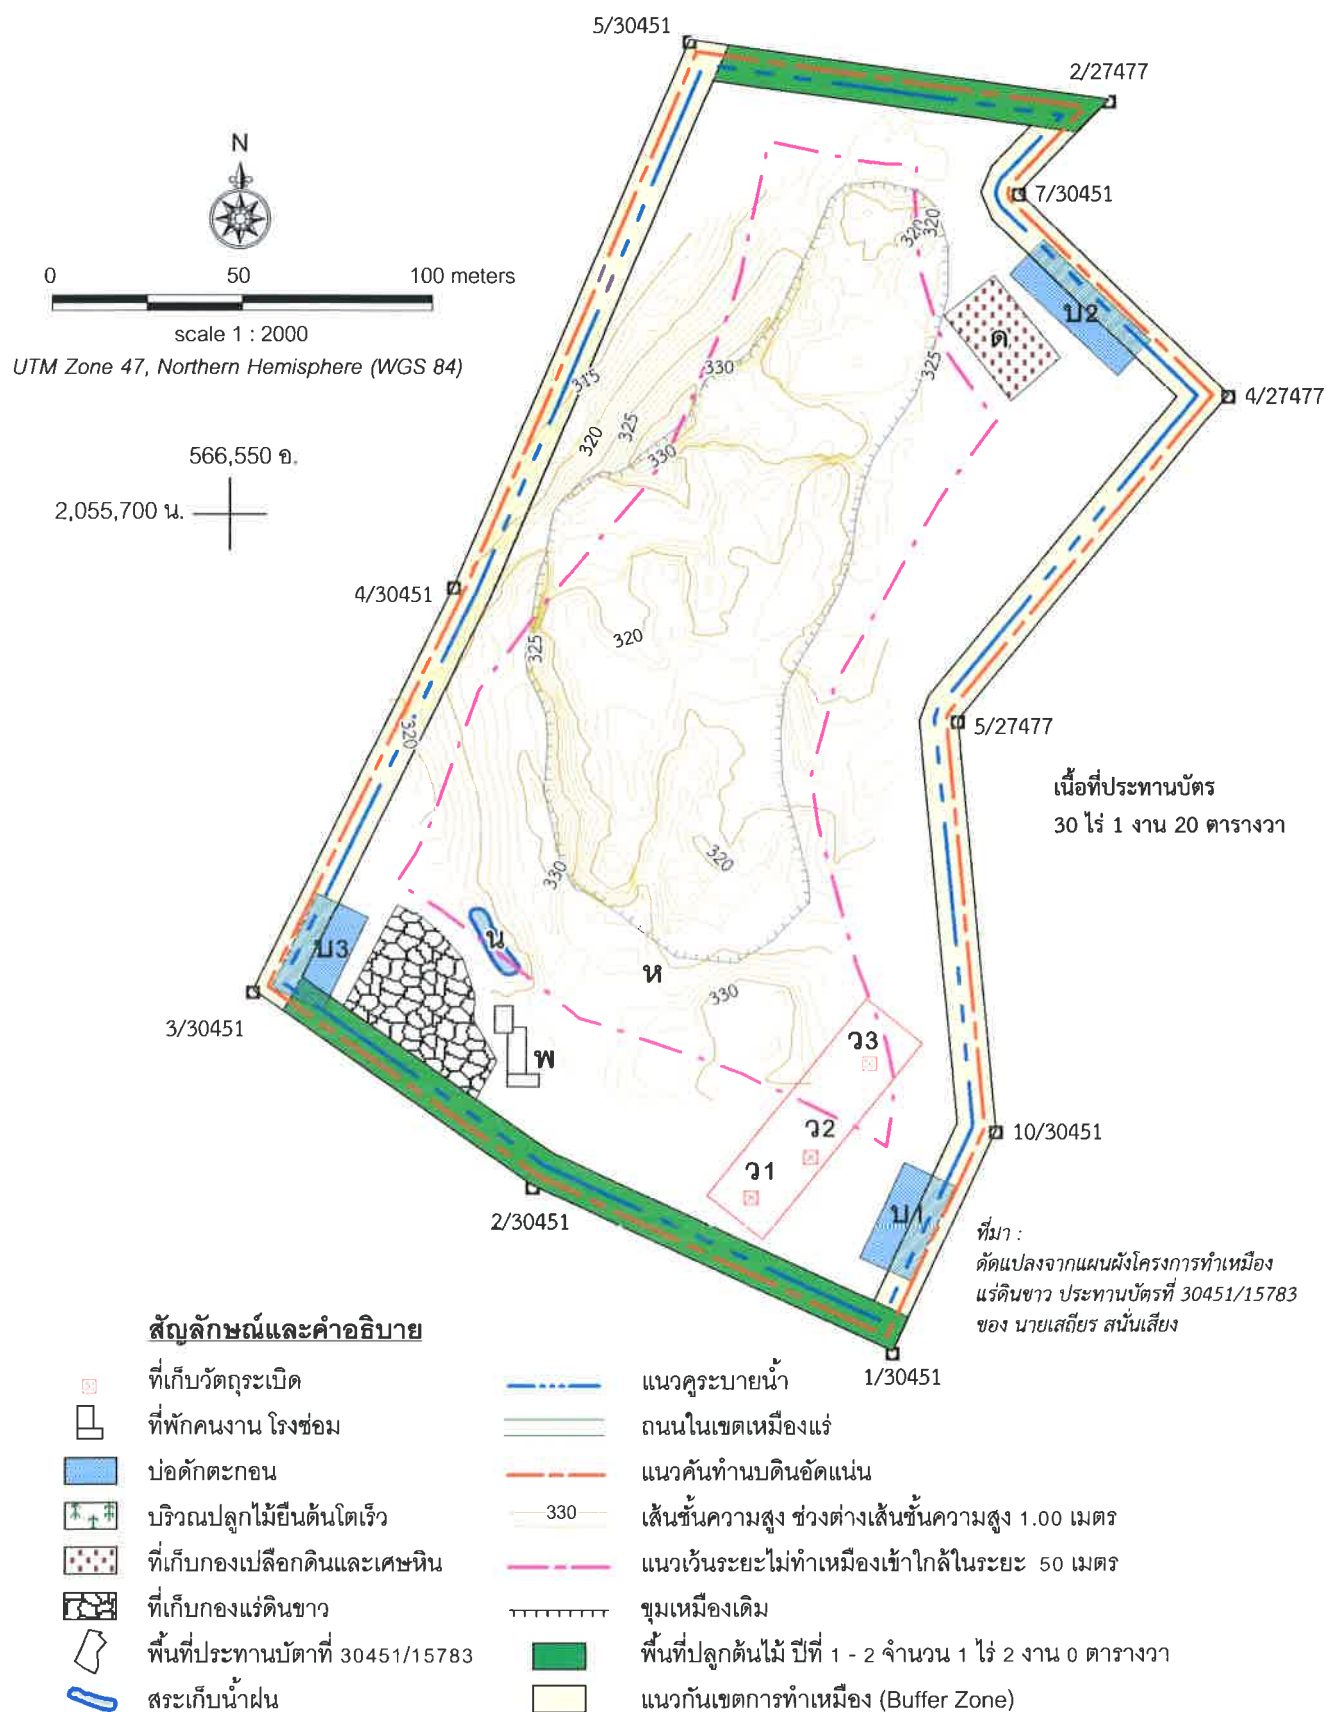 5/30451
2/27477
N
7/30451
0 50 100 meters
scale 1 : 2000
UTM Zone 47, Northern Hemisphere (WGS 84)
320
320
บ2
ด
325
330
315
4/27477
320
325
330
566,550 อ.
2,055,700 น.
4/30451
320
325
320
5/27477
เนื้อที่ประทานบัตร
30 ไร่ 1 งาน 20 ตารางวา
320
330
บ3
น
ห
330
3/30451
พ
ว3
ว2
ว1
10/30451
2/30451
บ1
ที่มา :
ดัดแปลงจากแผนผังโครงการทำเหมือง
แร่ดินขาว ประทานบัตรที่ 30451/15783
ของ นายเสถียร สนั่นเสียง
1/30451
สัญลักษณ์และคำอธิบาย
ที่เก็บวัตถุระเบิด
ที่พักคนงาน โรงซ่อม
บ่อดักตะกอน
บริวณปลูกไม้ยืนต้นโตเร็ว
ที่เก็บกองเปลือกดินและเศษหิน
ที่เก็บกองแร่ดินขาว
พื้นที่ประทานบัตาที่ 30451/15783
สระเก็บน้ำฝน
แนวคูระบายน้ำ
ถนนในเขตเหมืองแร่
แนวคันทำนบดินอัดแน่น
330 เส้นชั้นความสูง ช่วงต่างเส้นชั้นความสูง 1.00 เมตร
แนวเว้นระยะไม่ทำเหมืองเข้าใกล้ในระยะ 50 เมตร
ขุมเหมืองเดิม
พื้นที่ปลูกต้นไม้ ปีที่ 1 - 2 จำนวน 1 ไร่ 2 งาน 0 ตารางวา
แนวกันเขตการทำเหมือง (Buffer Zone)